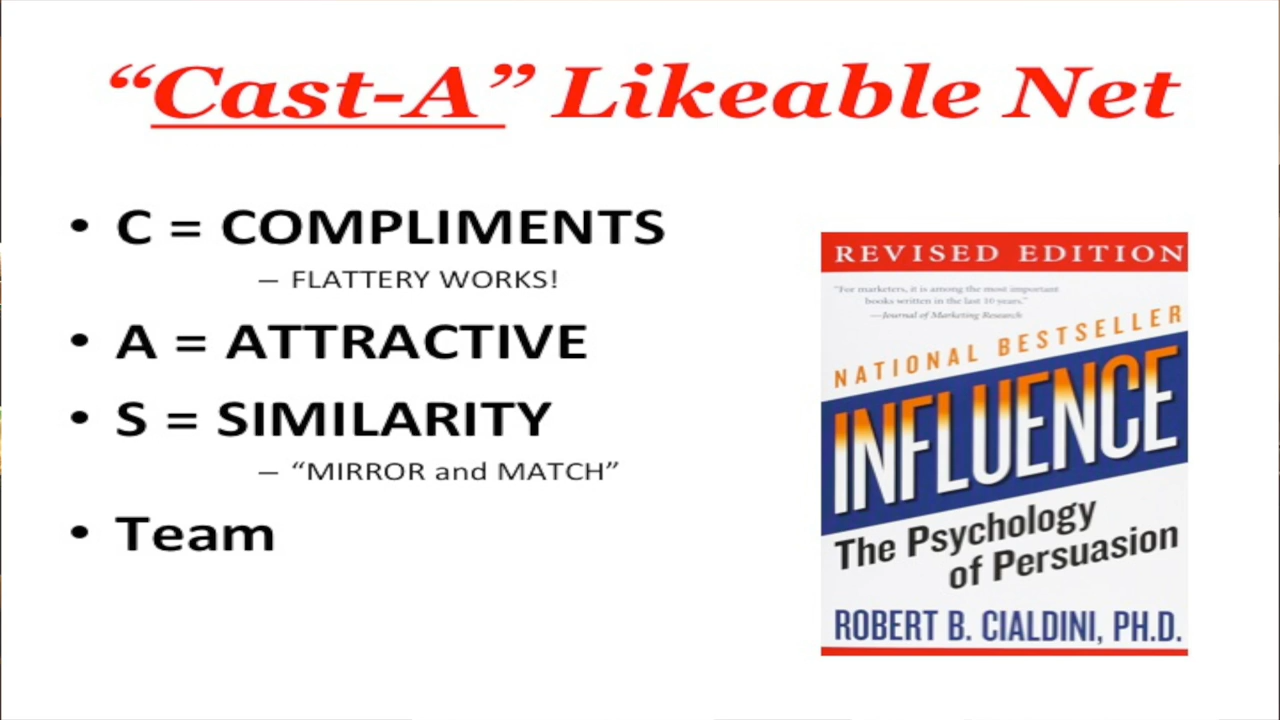 “Cast-A” Likeable Net
• C = COMPLIMENTS
– FLATTERY WORKS!
• A = ATTRACTIVE
• S = SIMILARITY
– “MIRROR and MATCH”
• Team
REVISED EDITION
“For marketers, it is among the most important
books written in the last 10 years.”
—Journal of Marketing Research
NATIONAL BESTSELLER
INFLUENCE
The Psychology
of Persuasion
ROBERT B. CIALDINI, PH.D.